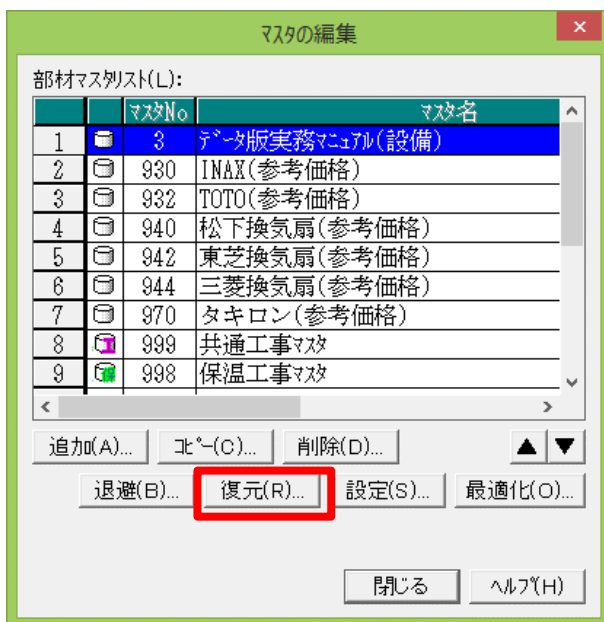 ﾏｽﾀの編集
部材ﾏｽﾀﾘｽﾄ(L):
ﾏｽﾀNo ﾏｽﾀ名
1 3 ﾃﾞｰﾀ版実務ﾏﾆｭｱﾙ(設備)
2 930 INAX(参考価格)
3 932 TOTO(参考価格)
4 940 松下換気扇(参考価格)
5 942 東芝換気扇(参考価格)
6 944 三菱換気扇(参考価格)
7 970 タキロン(参考価格)
8 工 999 共通工事ﾏｽﾀ
9 保 998 保温工事ﾏｽﾀ
追加(A)... ｺﾋﾟｰ(C)... 削除(D)... ▲ ▼
退避(B)... 復元(R)... 設定(S)... 最適化(O)...
閉じる ﾍﾙﾌﾟ(H)